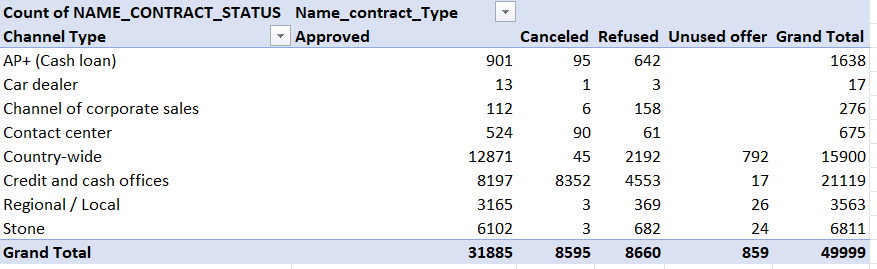 Count of NAME_CONTRACT_STATUS Name_contract_Type
Channel Type Approved Canceled Refused Unused offer Grand Total
AP+ (Cash loan) 901 95 642 1638
Car dealer 13 1 3 17
Channel of corporate sales 112 6 158 276
Contact center 524 90 61 675
Country-wide 12871 45 2192 792 15900
Credit and cash offices 8197 8352 4553 17 21119
Regional / Local 3165 3 369 26 3563
Stone 6102 3 682 24 6811
Grand Total 31885 8595 8660 859 49999